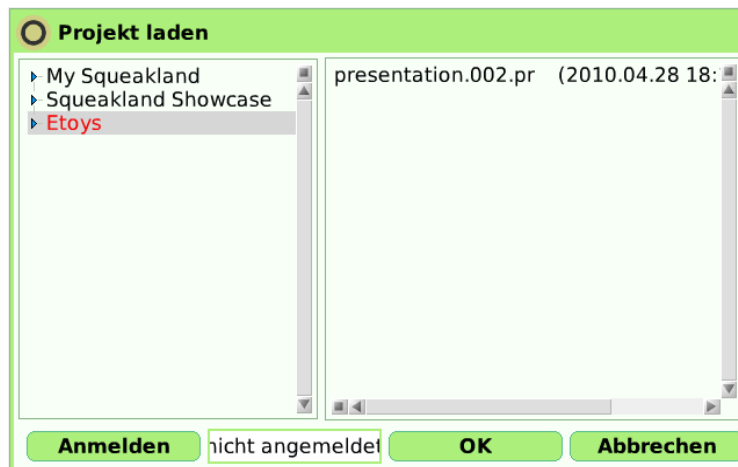 Projekt laden
My Squeakland
Squeakland Showcase
Etoys
presentation.002.pr (2010.04.28 18:
Anmelden nicht angemeldet OK Abbrechen